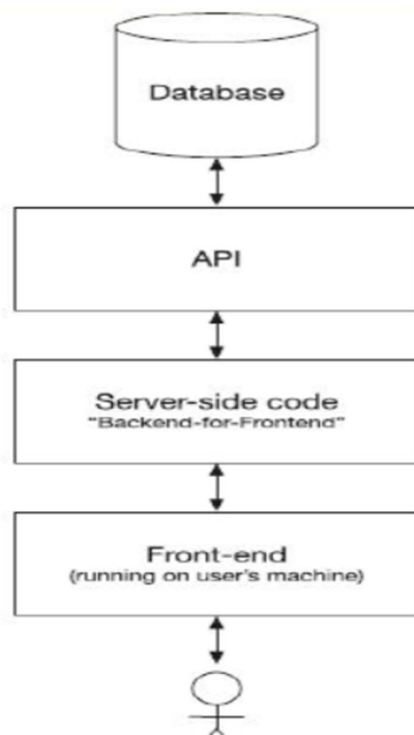 Database
API
Server-side code
"Backend-for-Frontend"
Front-end
(running on user's machine)